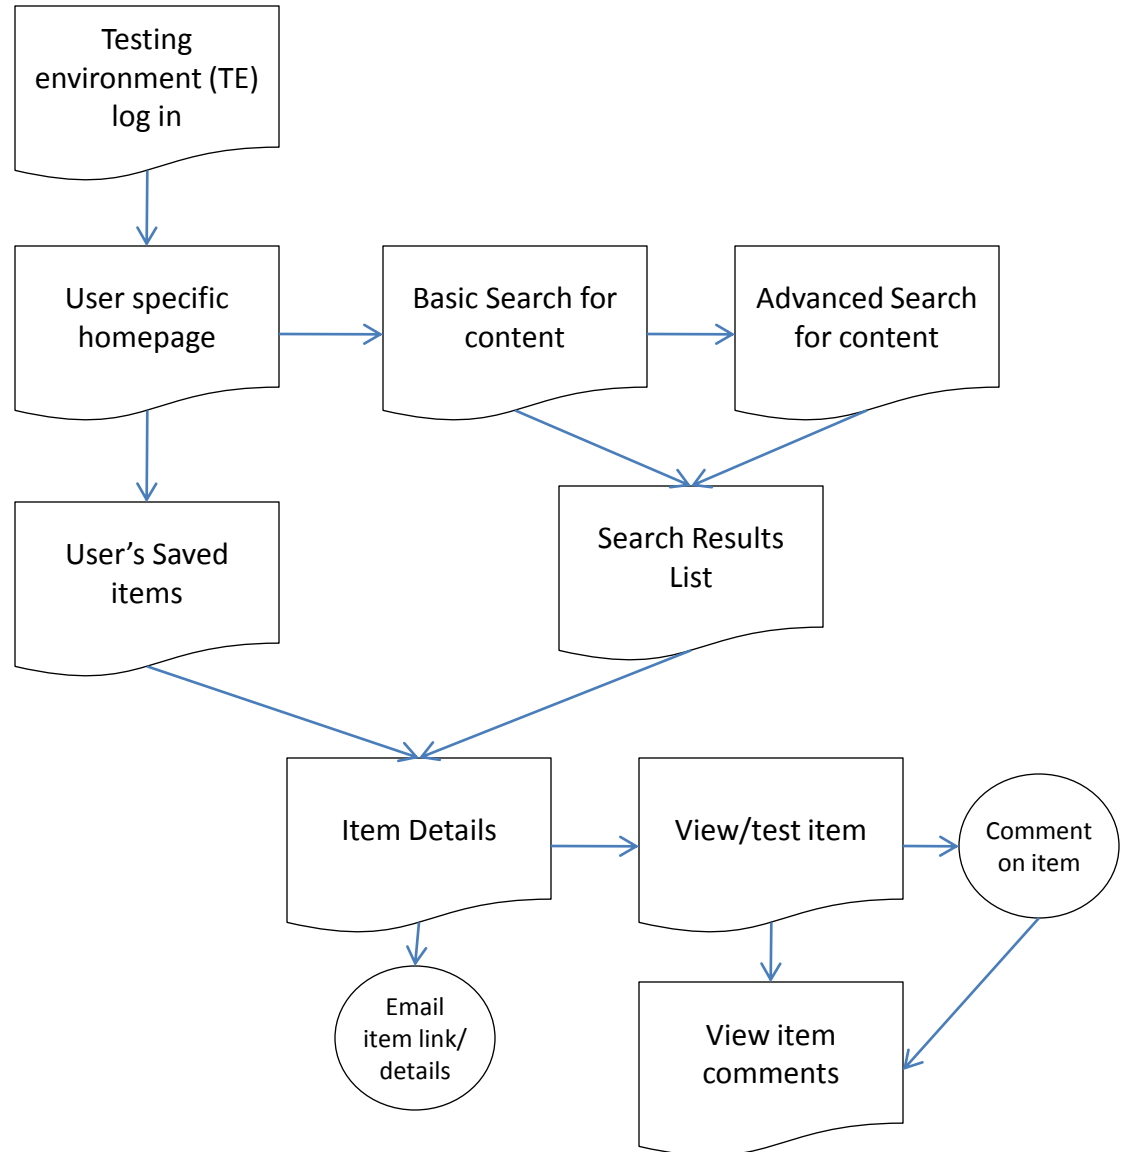 Testing
environment (TE)
log in
User specific
homepage
Basic Search for
content
Advanced Search
for content
User’s Saved
items
Search Results
List
Item Details
View/test item
Comment
on item
Email
item link/
details
View item
comments